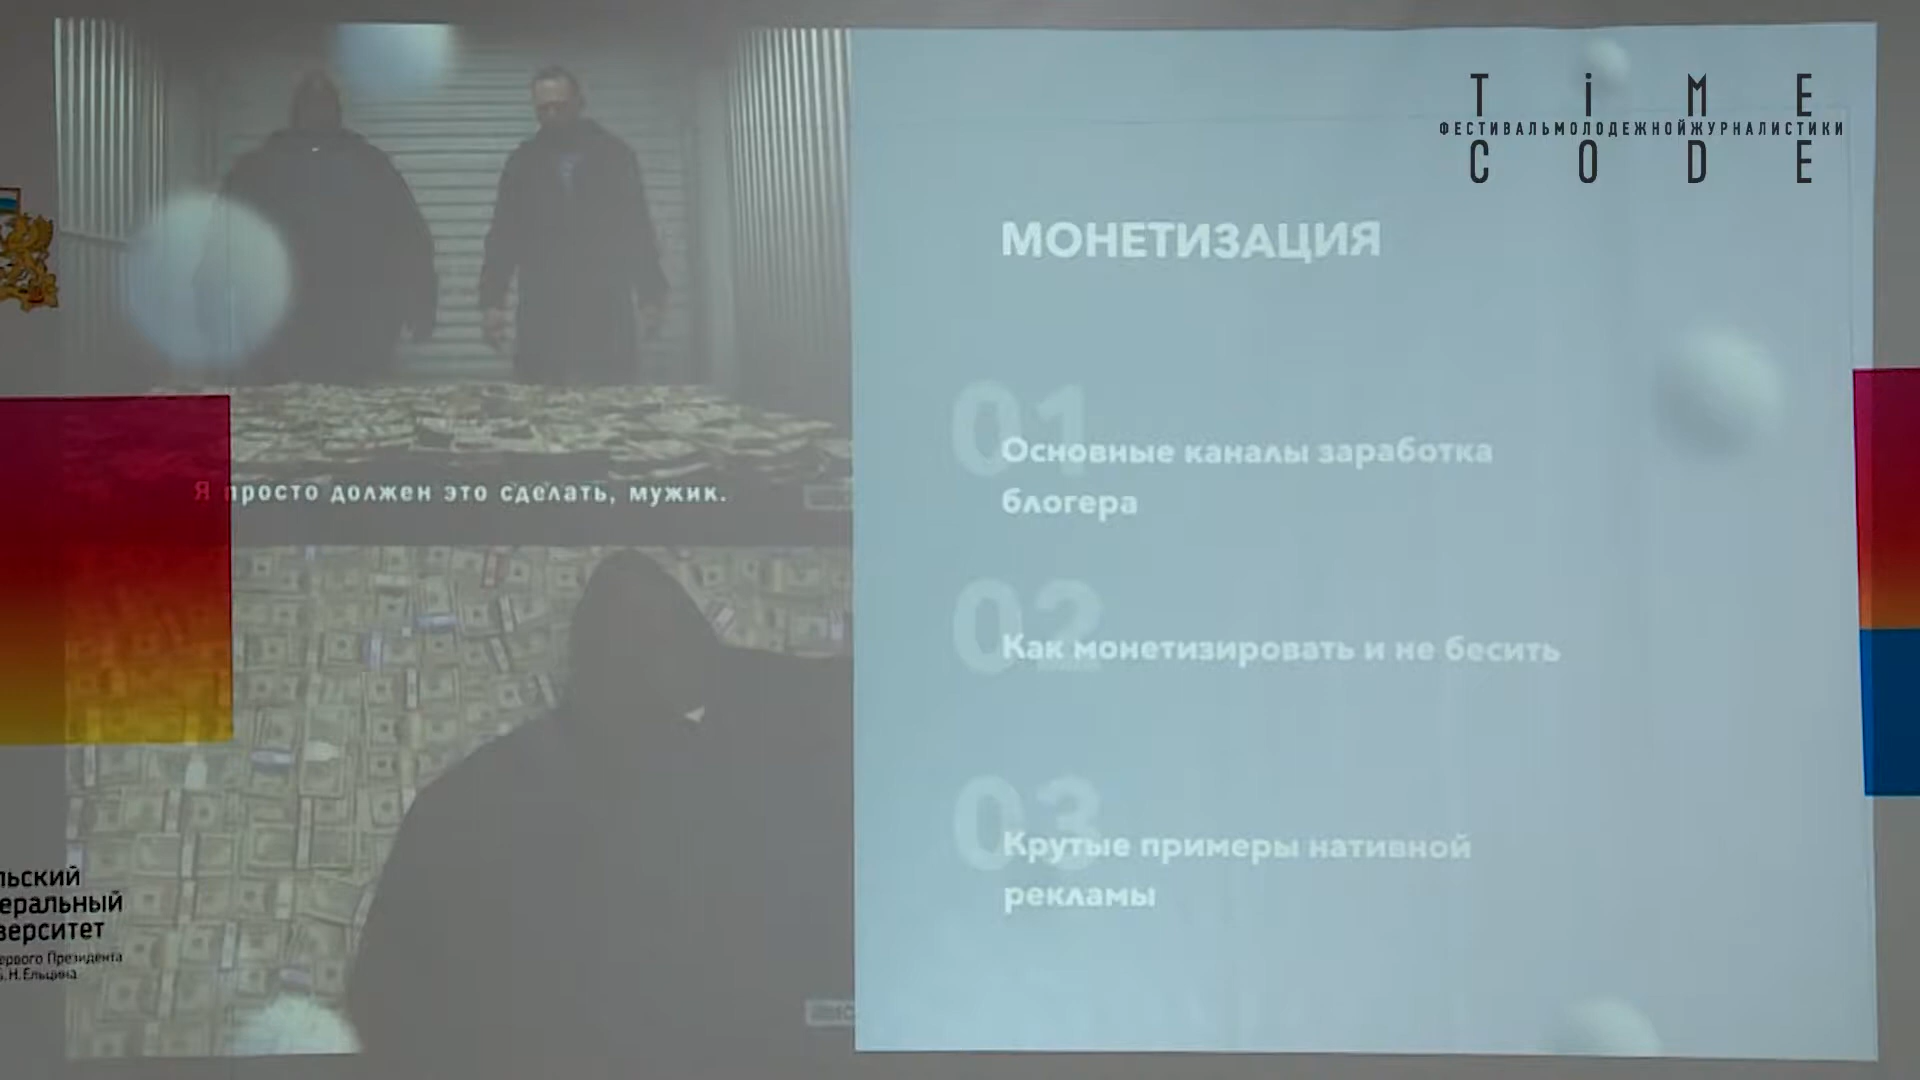 TiME
ФЕСТИВАЛЬМОЛОДЕЖНОЙЖУРНАЛИСТИКИ
CODE
МОНЕТИЗАЦИЯ
01
Основные каналы заработка
блогера
02
Как монетизировать и не бесить
03
Крутые примеры нативной
рекламы
Я просто должен это сделать, мужик.
льский
еральный
верситет
ервого Президента
Б.Н.Ельцина